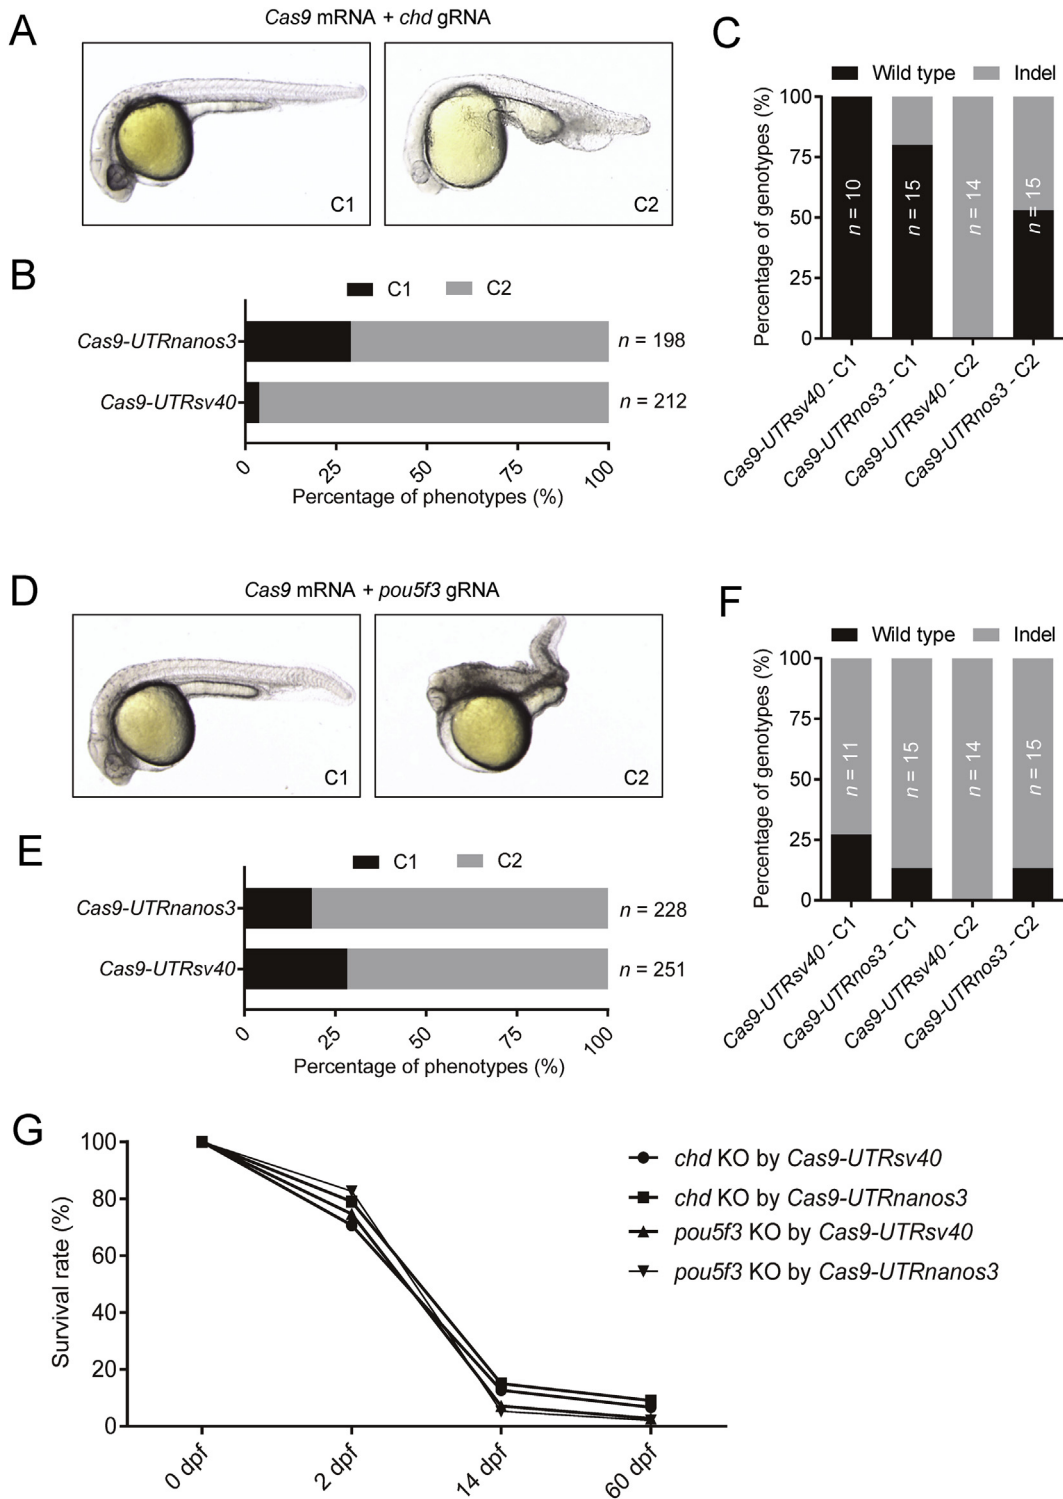 A
Cas9 mRNA + chd gRNA
C1
C2
B
C1
C2
Cas9-UTRnanos3
n = 198
Cas9-UTRsv40
n = 212
0
25
50
75
100
Percentage of phenotypes (%)
C
Wild type
Indel
Percentage of genotypes (%)
100
75
50
25
0
n = 10
n = 15
n = 14
n = 15
Cas9-UTRsv40 - C1
Cas9-UTRnos3 - C1
Cas9-UTRsv40 - C2
Cas9-UTRnos3 - C2
D
Cas9 mRNA + pou5f3 gRNA
C1
C2
E
C1
C2
Cas9-UTRnanos3
n = 228
Cas9-UTRsv40
n = 251
0
25
50
75
100
Percentage of phenotypes (%)
F
Wild type
Indel
Percentage of genotypes (%)
100
75
50
25
0
n = 11
n = 15
n = 14
n = 15
Cas9-UTRsv40 - C1
Cas9-UTRnos3 - C1
Cas9-UTRsv40 - C2
Cas9-UTRnos3 - C2
G
Survival rate (%)
100
80
60
40
20
0
0 dpf
2 dpf
14 dpf
60 dpf
chd KO by Cas9-UTRsv40
chd KO by Cas9-UTRnanos3
pou5f3 KO by Cas9-UTRsv40
pou5f3 KO by Cas9-UTRnanos3